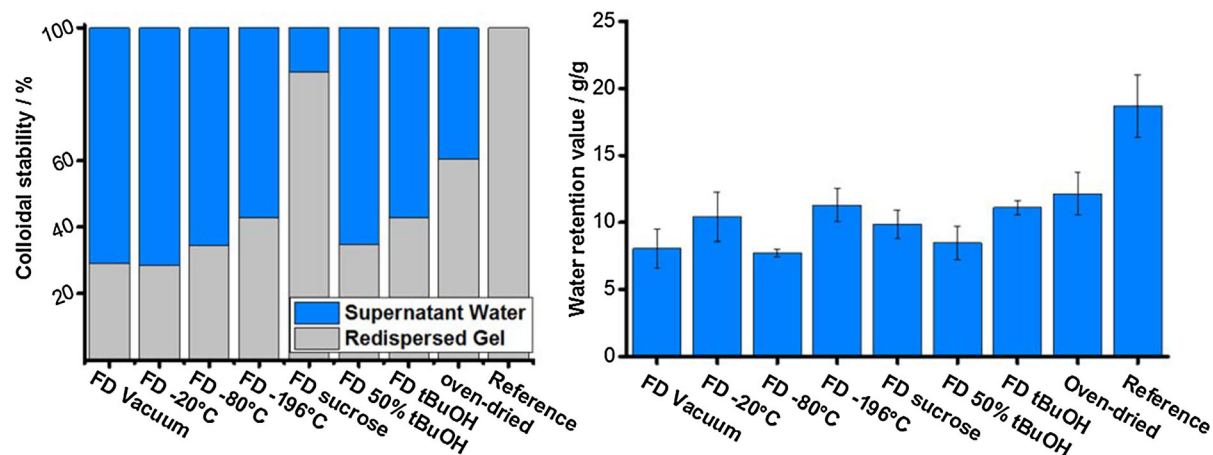 Colloidal stability / %
100
60
40
20
Supernatant Water
Redispersed Gel
FD Vacuum
FD -20°C
FD -80°C
FD -196°C
FD sucrose
FD 50% tBuOH
FD tBuOH
oven-dried
Reference
Water retention value / g/g
25
20
15
10
5
0
FD Vacuum
FD -20°C
FD -80°C
FD -196°C
FD sucrose
FD 50% tBuOH
FD tBuOH
Oven-dried
Reference